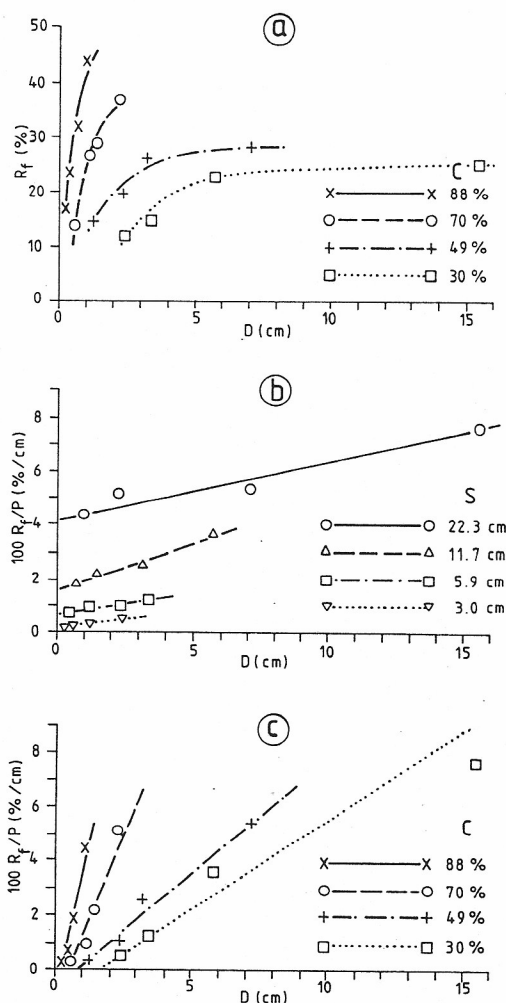 a
50
40
30
20
10
0
R_f (%)
C
X X 88 %
O O 70 %
+ + 49 %
□ □ 30 %
0 5 10 15
D (cm)
b
8
6
4
2
0
100 R_f/P (%/cm)
S
O O 22.3 cm
△ △ 11.7 cm
□ □ 5.9 cm
▽ ▽ 3.0 cm
0 5 10 15
D (cm)
c
8
6
4
2
0
100 R_f/P (%/cm)
C
X X 88 %
O O 70 %
+ + 49 %
□ □ 30 %
0 5 10 15
D (cm)